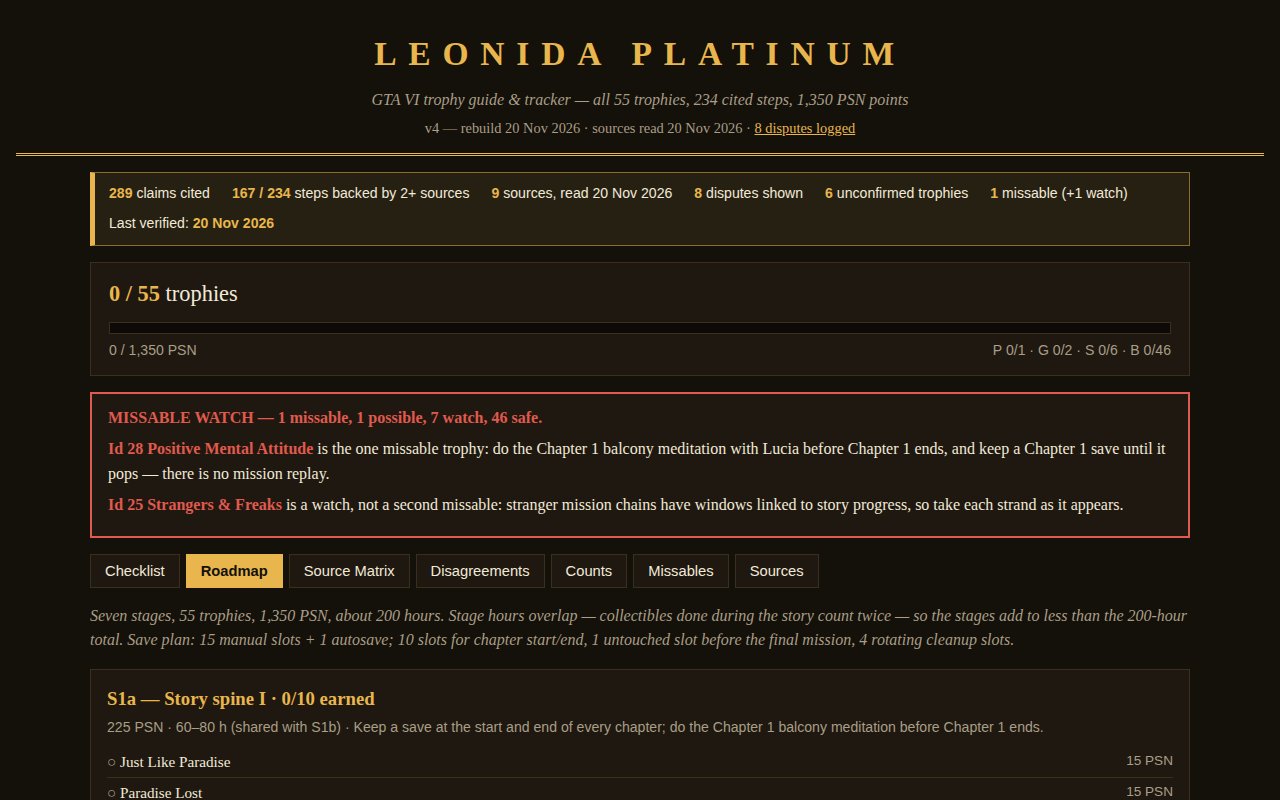 LEONIDA PLATINUM
GTA VI trophy guide & tracker — all 55 trophies, 234 cited steps, 1,350 PSN points
v4 — rebuild 20 Nov 2026 · sources read 20 Nov 2026 · 8 disputes logged
289 claims cited 167 / 234 steps backed by 2+ sources 9 sources, read 20 Nov 2026 8 disputes shown 6 unconfirmed trophies 1 missable (+1 watch)
Last verified: 20 Nov 2026
0 / 55 trophies
0 / 1,350 PSN P 0/1 · G 0/2 · S 0/6 · B 0/46
MISSABLE WATCH — 1 missable, 1 possible, 7 watch, 46 safe.
Id 28 Positive Mental Attitude is the one missable trophy: do the Chapter 1 balcony meditation with Lucia before Chapter 1 ends, and keep a Chapter 1 save until it
pops — there is no mission replay.
Id 25 Strangers & Freaks is a watch, not a second missable: stranger mission chains have windows linked to story progress, so take each strand as it appears.
Checklist Roadmap Source Matrix Disagreements Counts Missables Sources
Seven stages, 55 trophies, 1,350 PSN, about 200 hours. Stage hours overlap — collectibles done during the story count twice — so the stages add to less than the 200-hour
total. Save plan: 15 manual slots + 1 autosave; 10 slots for chapter start/end, 1 untouched slot before the final mission, 4 rotating cleanup slots.
S1a — Story spine I · 0/10 earned
225 PSN · 60–80 h (shared with S1b) · Keep a save at the start and end of every chapter; do the Chapter 1 balcony meditation before Chapter 1 ends.
○ Just Like Paradise 15 PSN
○ Paradise Lost 15 PSN